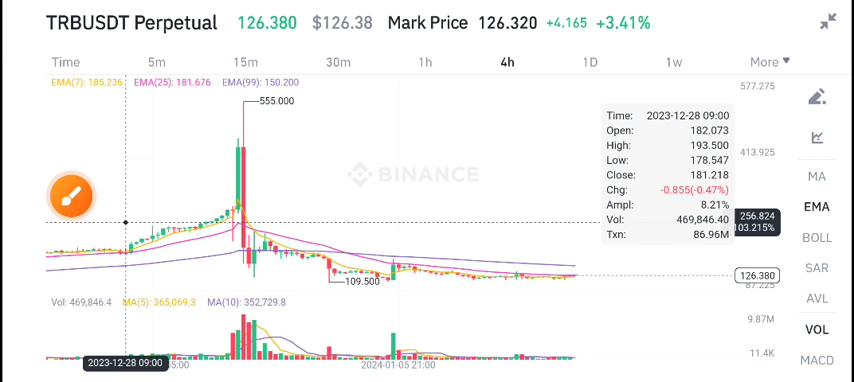 TRBUSDT Perpetual 126.380 $126.38 Mark Price 126.320 +4.165 +3.41%
Time 5m 15m 30m 1h 4h 1D 1w More
EMA(7): 185.236 EMA(25): 181.676 EMA(99): 150.200
577.275
555.000
413.925
256.824
103.215%
126.380
87.225
109.500
BINANCE
Time: 2023-12-28 09:00
Open: 182.073
High: 193.500
Low: 178.547
Close: 181.218
Chg: -0.855(-0.47%)
Ampl: 8.21%
Vol: 469,846.40
Txn: 86.96M
MA
EMA
BOLL
SAR
AVL
VOL
MACD
Vol: 469,846.4 MA(5): 365,069.3 MA(10): 352,729.8
9.87M
11.4K
2023-12-28 09:00
2024-01-05 21:00